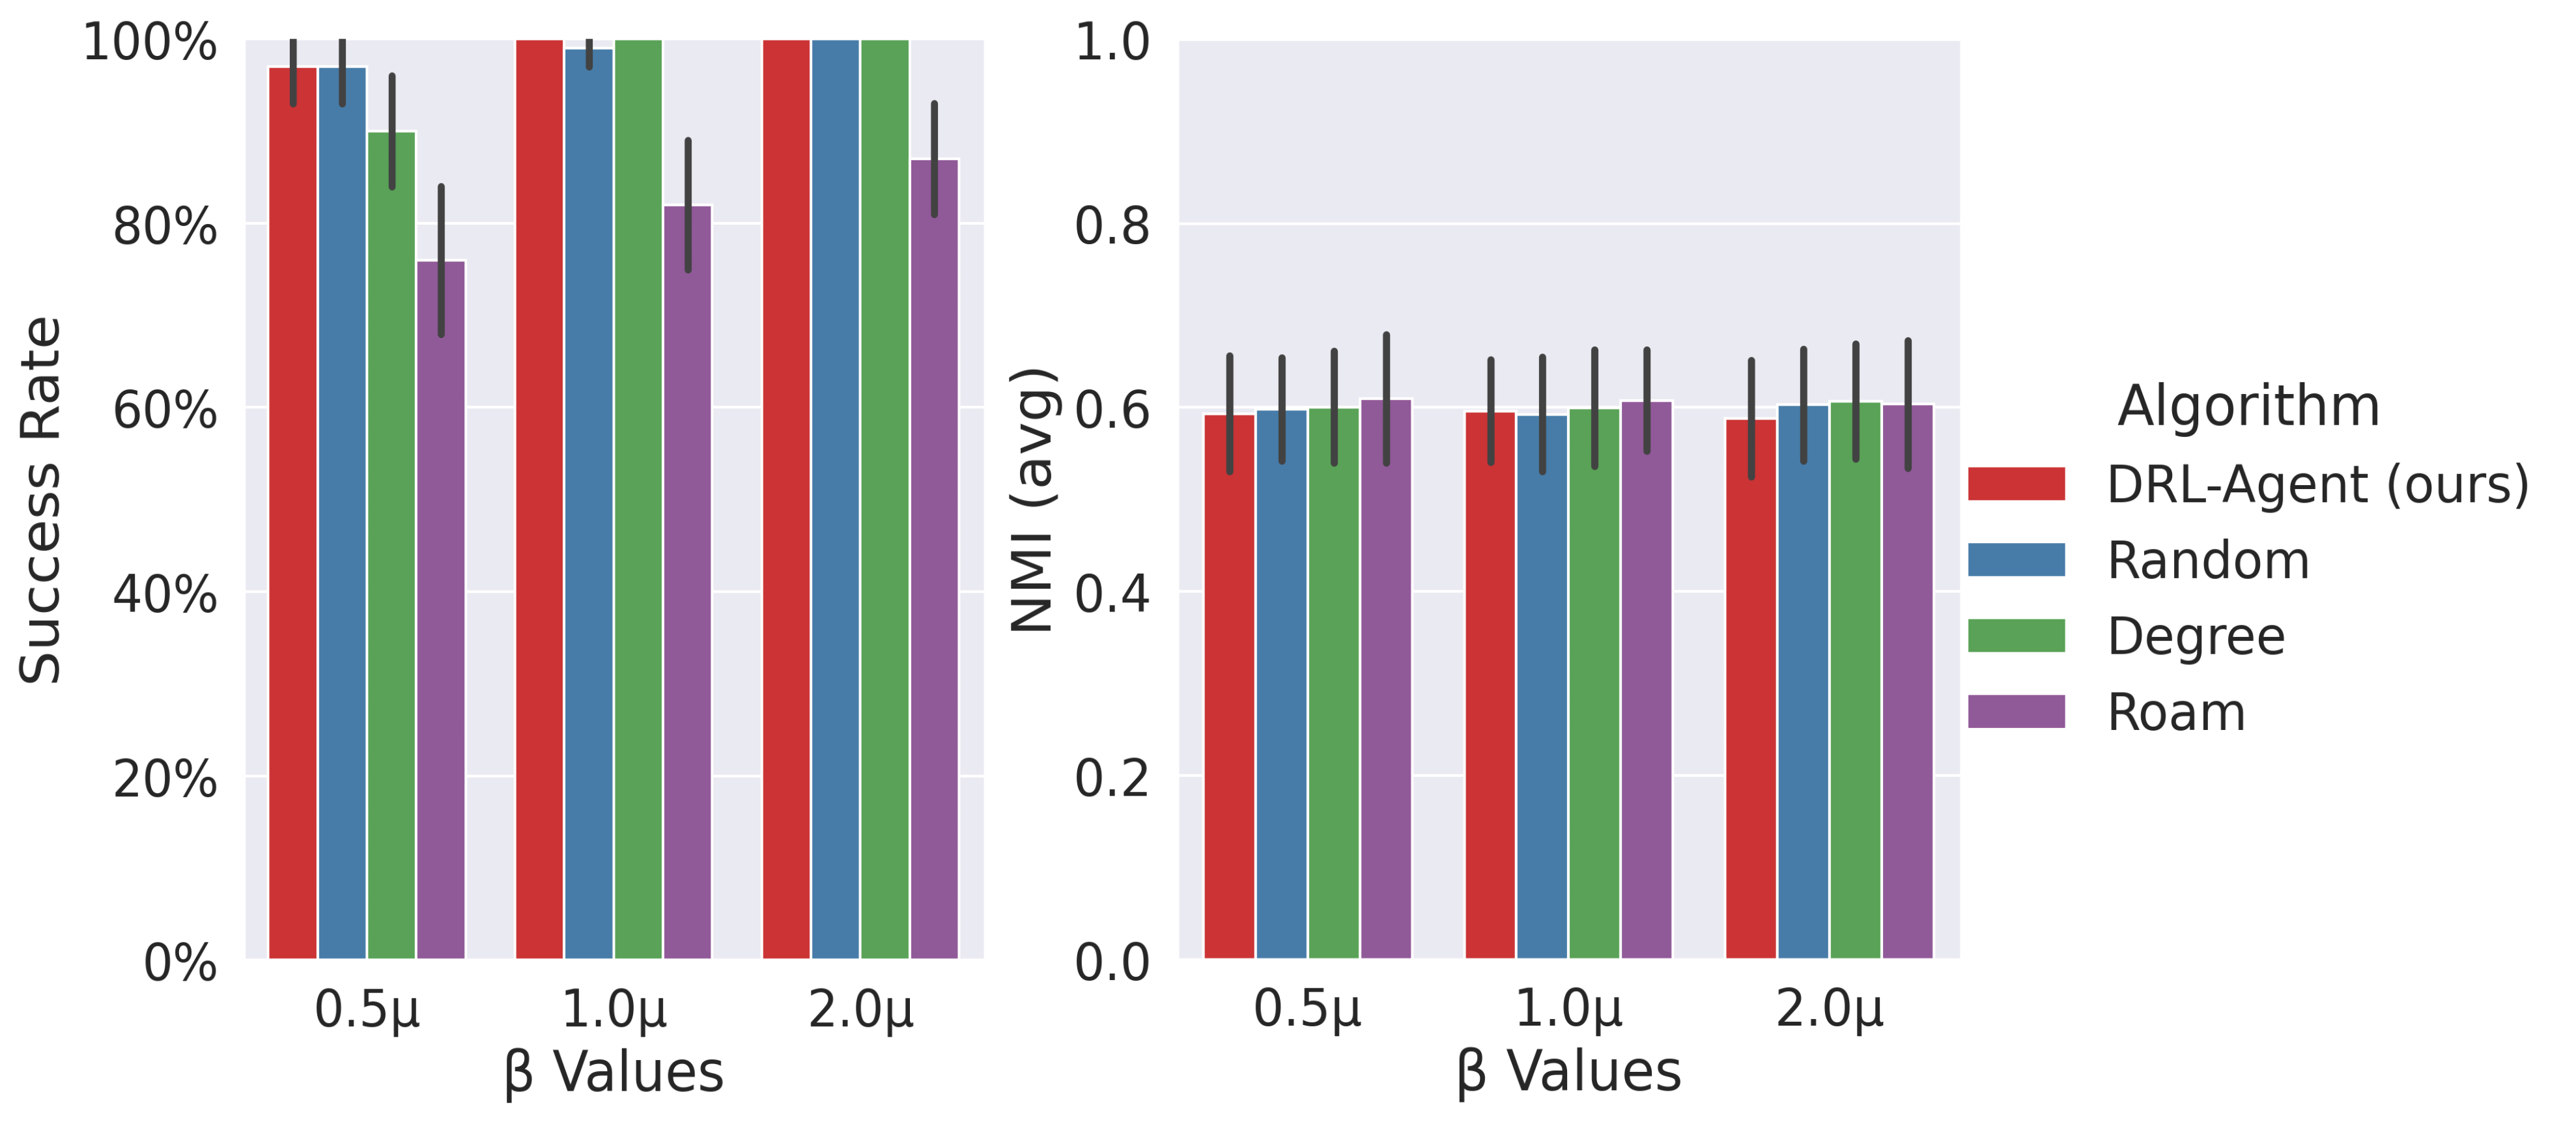 100%
80%
60%
40%
20%
0%
Success Rate
0.5μ 1.0μ 2.0μ
β Values
1.0
0.8
0.6
0.4
0.2
0.0
NMI (avg)
0.5μ 1.0μ 2.0μ
β Values
Algorithm
DRL-Agent (ours)
Random
Degree
Roam